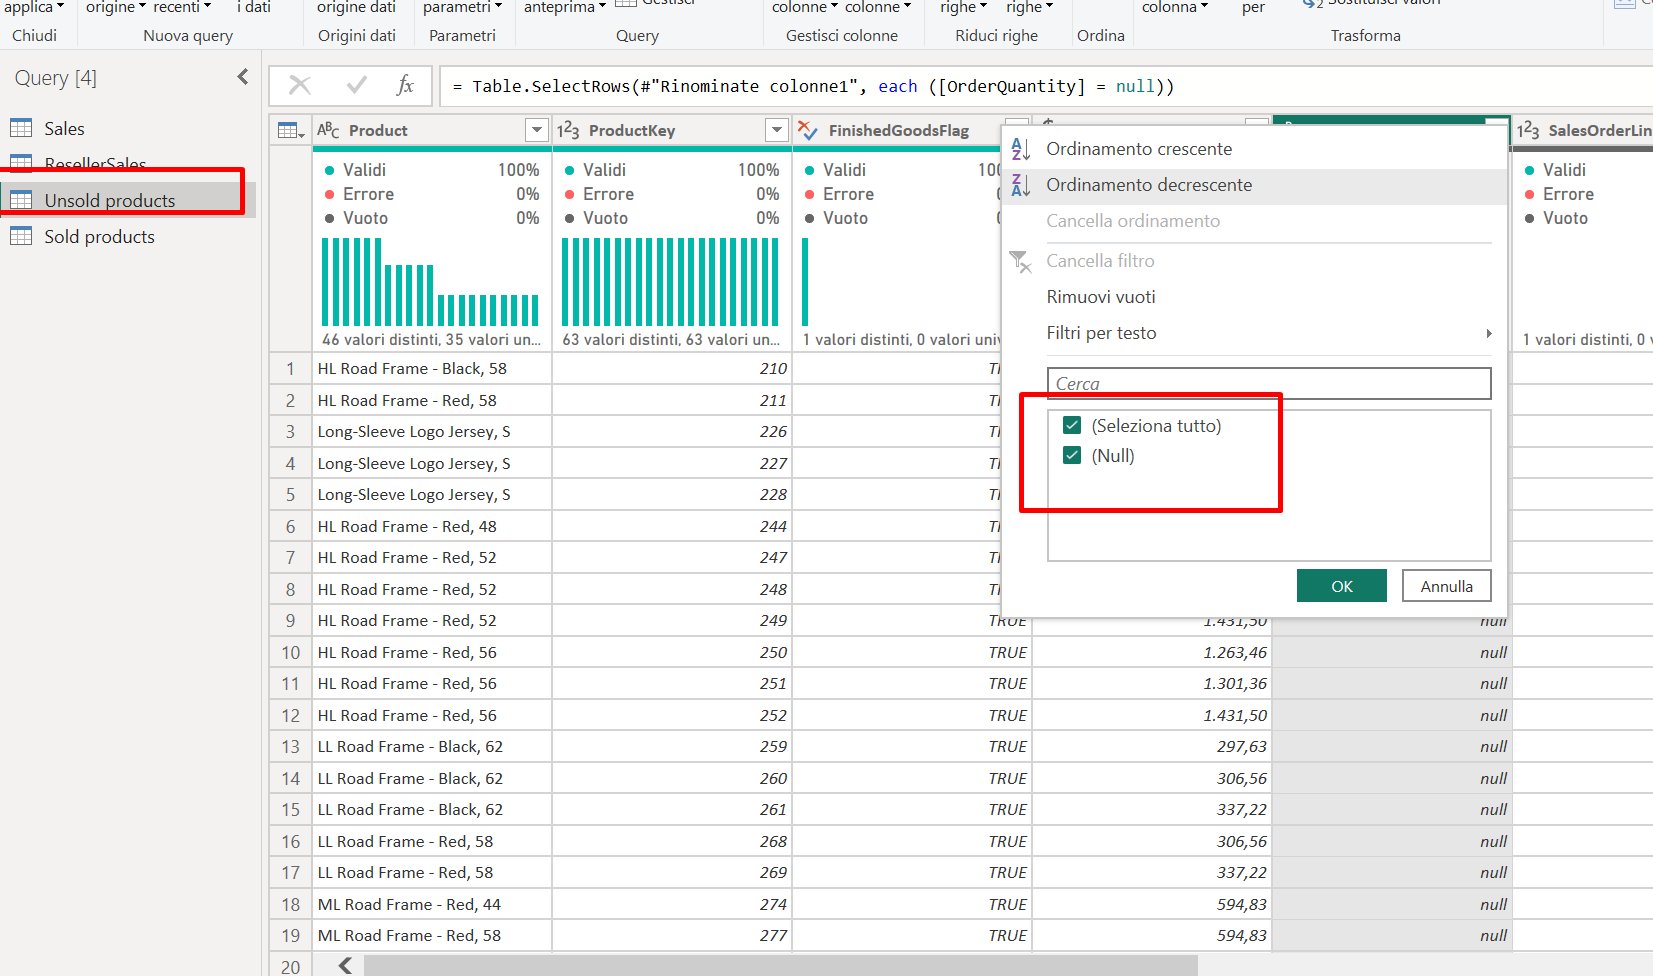 applica origine recenti i dati origine dati parametri anteprima Gestisci colonne colonne righe righe colonna per
Chiudi Nuova query Origini dati Parametri Query Gestisci colonne Riduci righe Ordina Trasforma
Query [4]
Sales
ResellerSales
Unsold products
Sold products
fx = Table.SelectRows(#"Rinominate colonne1", each ([OrderQuantity] = null))
ABC Product 123 ProductKey FinishedGoodsFlag 123 SalesOrderLin
Validi 100% Validi 100% Validi Validi
Errore 0% Errore 0% Errore Errore
Vuoto 0% Vuoto 0% Vuoto Vuoto
46 valori distinti, 35 valori un... 63 valori distinti, 63 valori un... 1 valori distinti, 0 valori uni 1 valori distinti, 0
Ordinamento crescente
Ordinamento decrescente
Cancella ordinamento
Cancella filtro
Rimuovi vuoti
Filtri per testo
Cerca
(Seleziona tutto)
(Null)
OK Annulla
1 HL Road Frame - Black, 58 210
2 HL Road Frame - Red, 58 211
3 Long-Sleeve Logo Jersey, S 226
4 Long-Sleeve Logo Jersey, S 227
5 Long-Sleeve Logo Jersey, S 228
6 HL Road Frame - Red, 48 244
7 HL Road Frame - Red, 52 247
8 HL Road Frame - Red, 52 248
9 HL Road Frame - Red, 52 249 TRUE 1.431,50 null
10 HL Road Frame - Red, 56 250 TRUE 1.263,46 null
11 HL Road Frame - Red, 56 251 TRUE 1.301,36 null
12 HL Road Frame - Red, 56 252 TRUE 1.431,50 null
13 LL Road Frame - Black, 62 259 TRUE 297,63 null
14 LL Road Frame - Black, 62 260 TRUE 306,56 null
15 LL Road Frame - Black, 62 261 TRUE 337,22 null
16 LL Road Frame - Red, 58 268 TRUE 306,56 null
17 LL Road Frame - Red, 58 269 TRUE 337,22 null
18 ML Road Frame - Red, 44 274 TRUE 594,83 null
19 ML Road Frame - Red, 58 277 TRUE 594,83 null
20